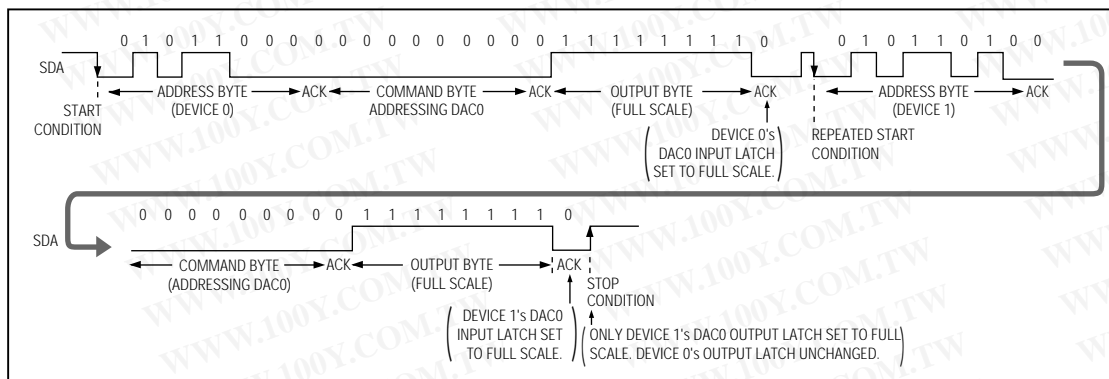 0 1 0 1 1 0 0 0 0 0 0 0 0 0 0 0 0 0 1 1 1 1 1 1 1 1 0 0 1 0 1 1 0 1 0 0
SDA
ADDRESS BYTE
(DEVICE 0)
ACK
COMMAND BYTE
ADDRESSING DAC0
ACK
OUTPUT BYTE
(FULL SCALE)
ACK
ADDRESS BYTE
(DEVICE 1)
ACK
START
CONDITION
DEVICE 0's
DAC0 INPUT LATCH
SET TO FULL SCALE.
REPEATED START
CONDITION
0 0 0 0 0 0 0 0 0 1 1 1 1 1 1 1 1 0
SDA
COMMAND BYTE
(ADDRESSING DAC0)
ACK
OUTPUT BYTE
(FULL SCALE)
ACK
STOP
CONDITION
(DEVICE 1's DAC0
INPUT LATCH SET
TO FULL SCALE.)
(ONLY DEVICE 1's DAC0 OUTPUT LATCH SET TO FULL
SCALE. DEVICE 0's OUTPUT LATCH UNCHANGED.)
WWW.100Y.COM.TW